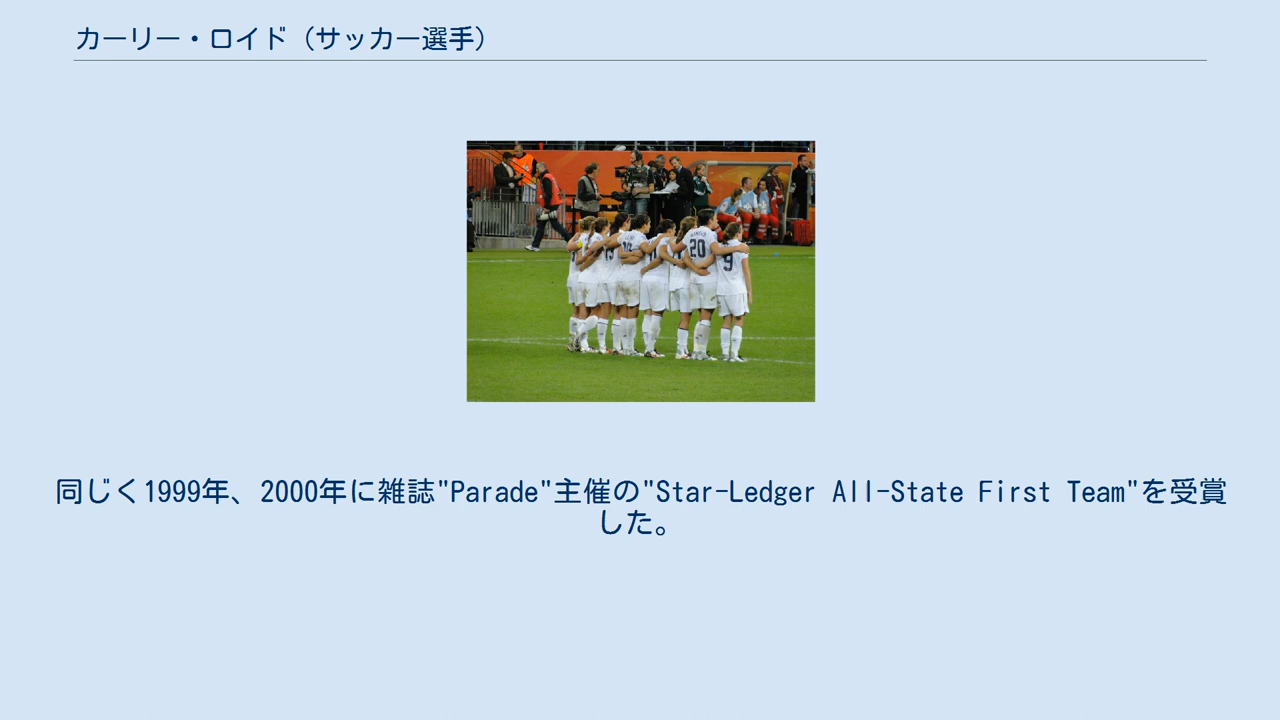 カーリー・ロイド（サッカー選手）
20
9
同じく1999年、2000年に雑誌"Parade"主催の"Star-Ledger All-State First Team"を受賞
した。